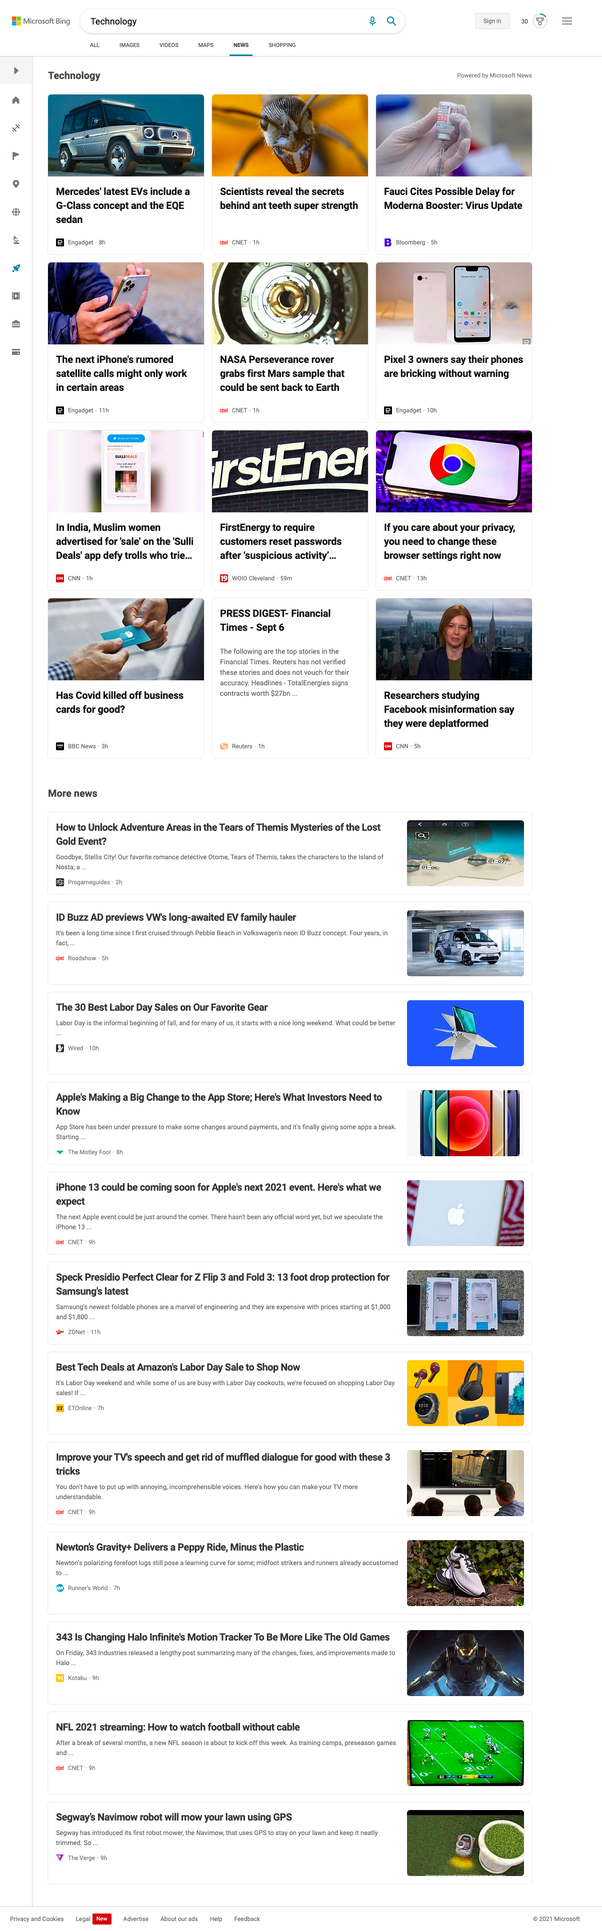 Microsoft Bing
Technology
Sign in
30
ALL
IMAGES
VIDEOS
MAPS
NEWS
SHOPPING
Technology
Powered by Microsoft News
Mercedes' latest EVs include a
G-Class concept and the EQE
sedan
Engadget · 8h
Scientists reveal the secrets
behind ant teeth super strength
CNET · 1h
Fauci Cites Possible Delay for
Moderna Booster: Virus Update
Bloomberg · 5h
The next iPhone's rumored
satellite calls might only work
in certain areas
Engadget · 11h
NASA Perseverance rover
grabs first Mars sample that
could be sent back to Earth
CNET · 1h
Pixel 3 owners say their phones
are bricking without warning
Engadget · 10h
SULLIDEALS
In India, Muslim women
advertised for 'sale' on the 'Sulli
Deals' app defy trolls who trie...
CNN · 1h
irstEner
FirstEnergy to require
customers reset passwords
after ‘suspicious activity’...
WOIO Cleveland · 59m
If you care about your privacy,
you need to change these
browser settings right now
CNET · 13h
Has Covid killed off business
cards for good?
BBC News · 3h
PRESS DIGEST- Financial
Times - Sept 6
The following are the top stories in the
Financial Times. Reuters has not verified
these stories and does not vouch for their
accuracy. Headlines - TotalEnergies signs
contracts worth $27bn ...
Reuters · 1h
Researchers studying
Facebook misinformation say
they were deplatformed
CNN · 5h
More news
How to Unlock Adventure Areas in the Tears of Themis Mysteries of the Lost
Gold Event?
Goodbye, Stellis City! Our favorite romance detective Otome, Tears of Themis, takes the characters to the Island of
Nosta; a ...
Progameguides · 2h
ID Buzz AD previews VW's long-awaited EV family hauler
It's been a long time since I first cruised through Pebble Beach in Volkswagen's neon ID Buzz concept. Four years, in
fact, ...
Roadshow · 5h
The 30 Best Labor Day Sales on Our Favorite Gear
Labor Day is the informal beginning of fall, and for many of us, it starts with a nice long weekend. What could be better
...
Wired · 10h
Apple's Making a Big Change to the App Store; Here's What Investors Need to
Know
App Store has been under pressure to make some changes around payments, and it's finally giving some apps a break.
Starting ...
The Motley Fool · 8h
iPhone 13 could be coming soon for Apple's next 2021 event. Here's what we
expect
The next Apple event could be just around the corner. There hasn't been any official word yet, but we speculate the
iPhone 13 ...
CNET · 9h
Speck Presidio Perfect Clear for Z Flip 3 and Fold 3: 13 foot drop protection for
Samsung's latest
Samsung's newest foldable phones are a marvel of engineering and they are expensive with prices starting at $1,000
and $1,800 ...
ZDNet · 11h
Best Tech Deals at Amazon's Labor Day Sale to Shop Now
It's Labor Day weekend and while some of us are busy with Labor Day cookouts, we're focused on shopping Labor Day
sales! If ...
ETOnline · 7h
Improve your TV's speech and get rid of muffled dialogue for good with these 3
tricks
You don't have to put up with annoying, incomprehensible voices. Here's how you can make your TV more
understandable.
CNET · 9h
Newton's Gravity+ Delivers a Peppy Ride, Minus the Plastic
Newton's polarizing forefoot lugs still pose a learning curve for some; midfoot strikers and runners already accustomed
to ...
Runner's World · 7h
343 Is Changing Halo Infinite's Motion Tracker To Be More Like The Old Games
On Friday, 343 Industries released a lengthy post summarizing many of the changes, fixes, and improvements made to
Halo ...
Kotaku · 9h
NFL 2021 streaming: How to watch football without cable
After a break of several months, a new NFL season is about to kick off this week. As training camps, preseason games
and ...
CNET · 9h
Segway's Navimow robot will mow your lawn using GPS
Segway has introduced its first robot mower, the Navimow, that uses GPS to stay on your lawn and keep it neatly
trimmed. So ...
The Verge · 9h
Privacy and Cookies
Legal
New
Advertise
About our ads
Help
Feedback
© 2021 Microsoft